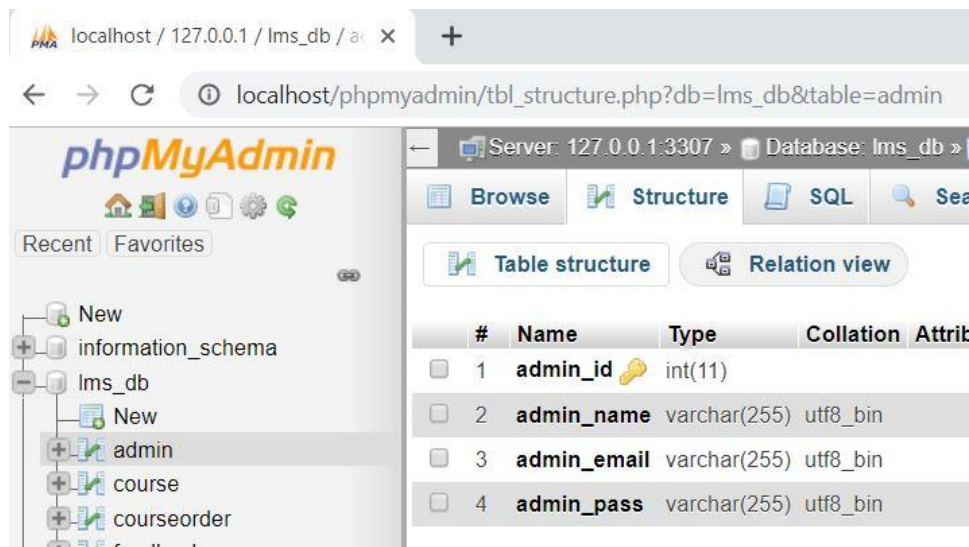 PMA localhost / 127.0.0.1 / lms_db /
localhost/phpmyadmin/tbl_structure.php?db=lms_db&table=admin
phpMyAdmin
Recent Favorites
New
information_schema
lms_db
New
admin
course
courseorder
Server: 127.0.0.1:3307 » Database: lms_db »
Browse Structure SQL Sea
Table structure Relation view
# Name Type Collation Attrib
1 admin_id int(11)
2 admin_name varchar(255) utf8_bin
3 admin_email varchar(255) utf8_bin
4 admin_pass varchar(255) utf8_bin